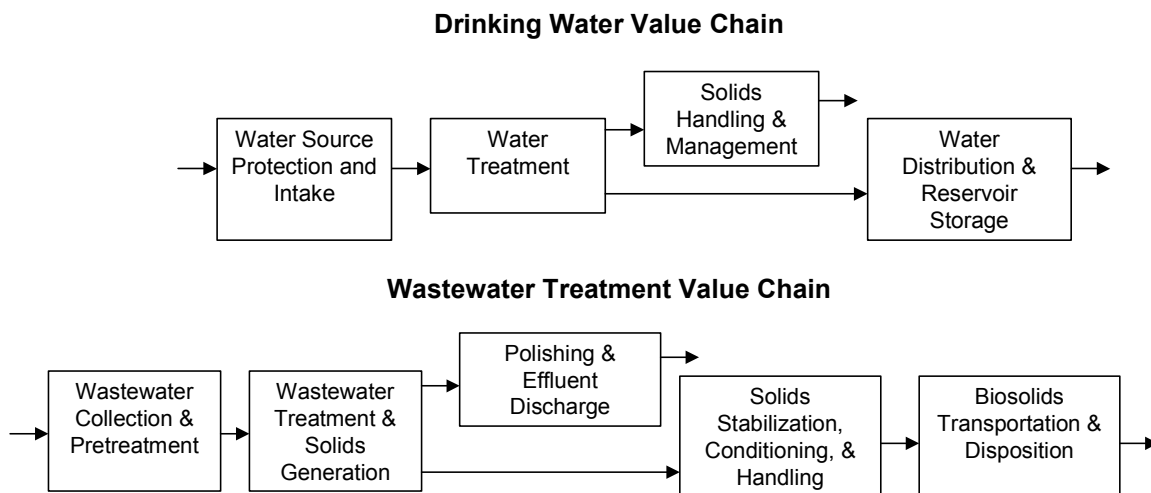 Drinking Water Value Chain
Water Source
Protection and
Intake
Water
Treatment
Solids
Handling &
Management
Water
Distribution &
Reservoir
Storage
Wastewater Treatment Value Chain
Wastewater
Collection &
Pretreatment
Wastewater
Treatment &
Solids
Generation
Polishing &
Effluent
Discharge
Solids
Stabilization,
Conditioning, &
Handling
Biosolids
Transportation &
Disposition